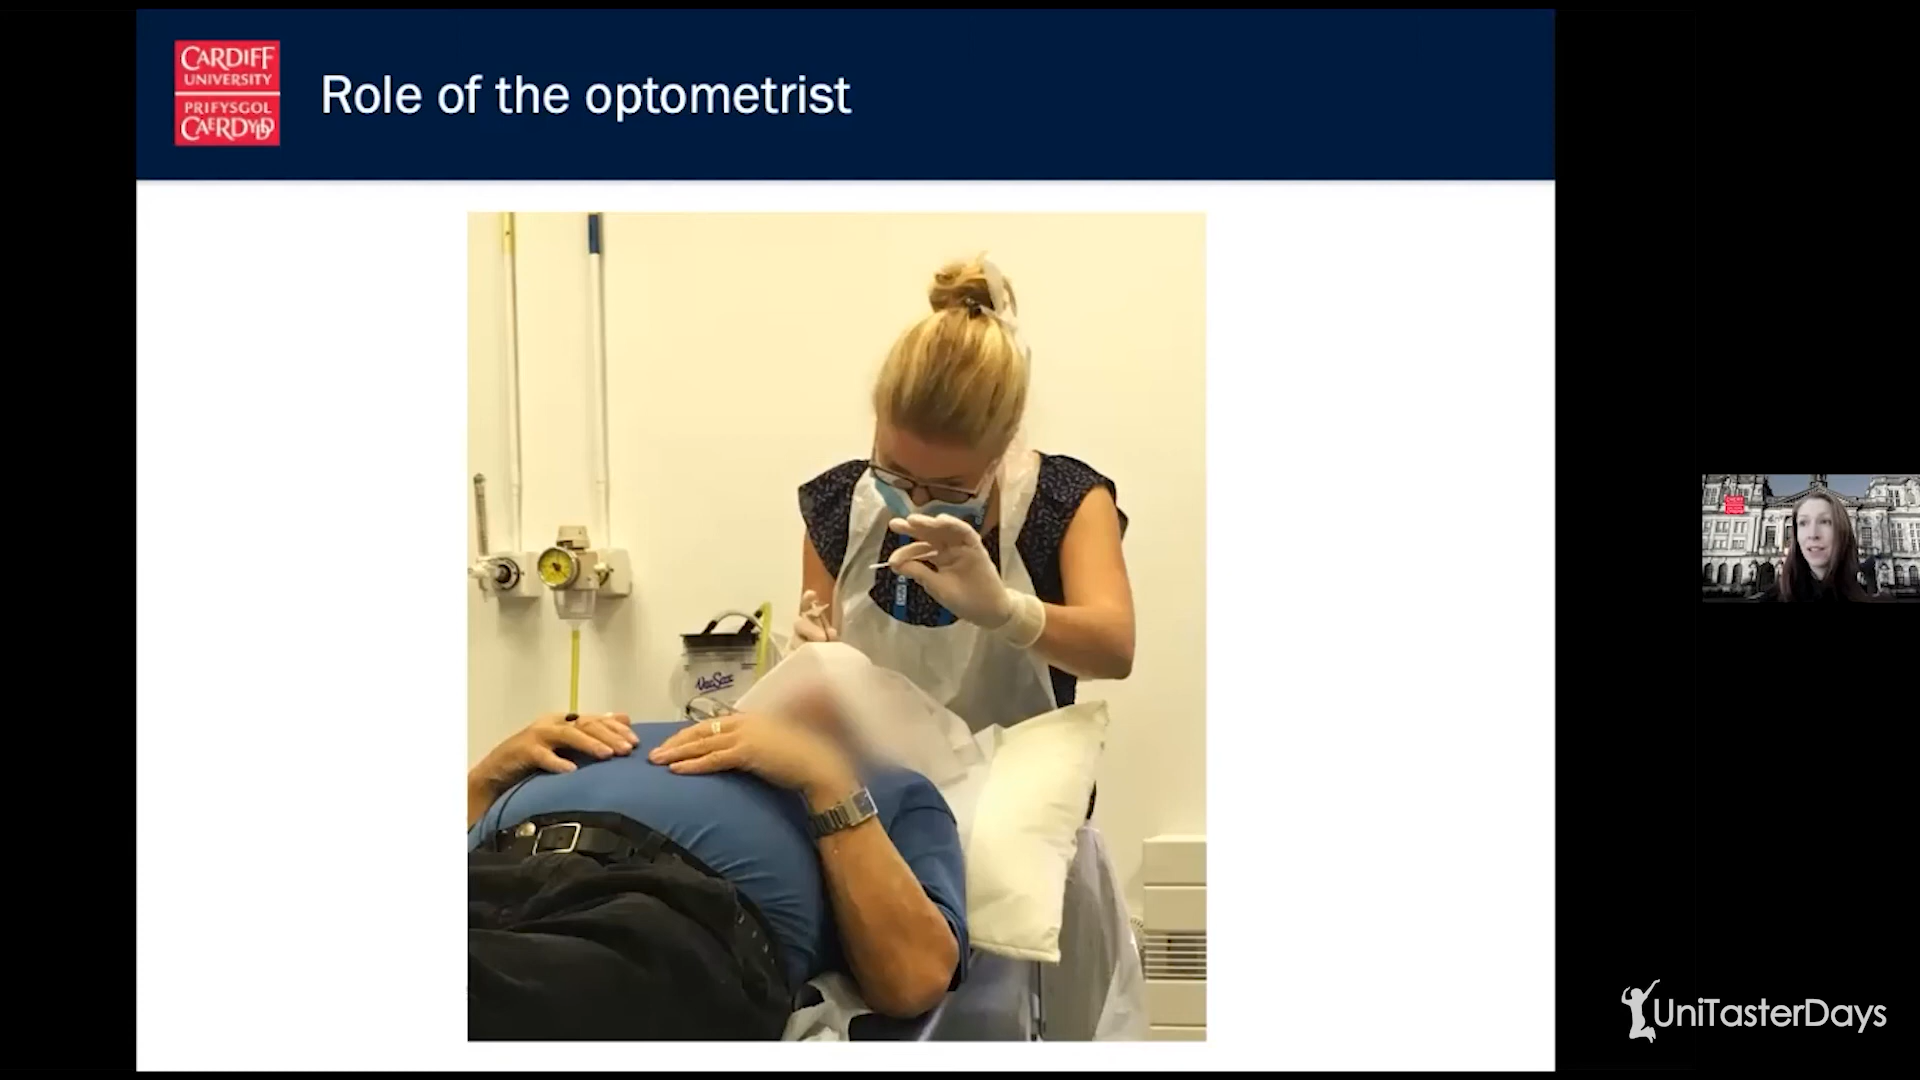 CARDIFF
UNIVERSITY
PRIFYSGOL
CAERDYDD
Role of the optometrist
UniTasterDays